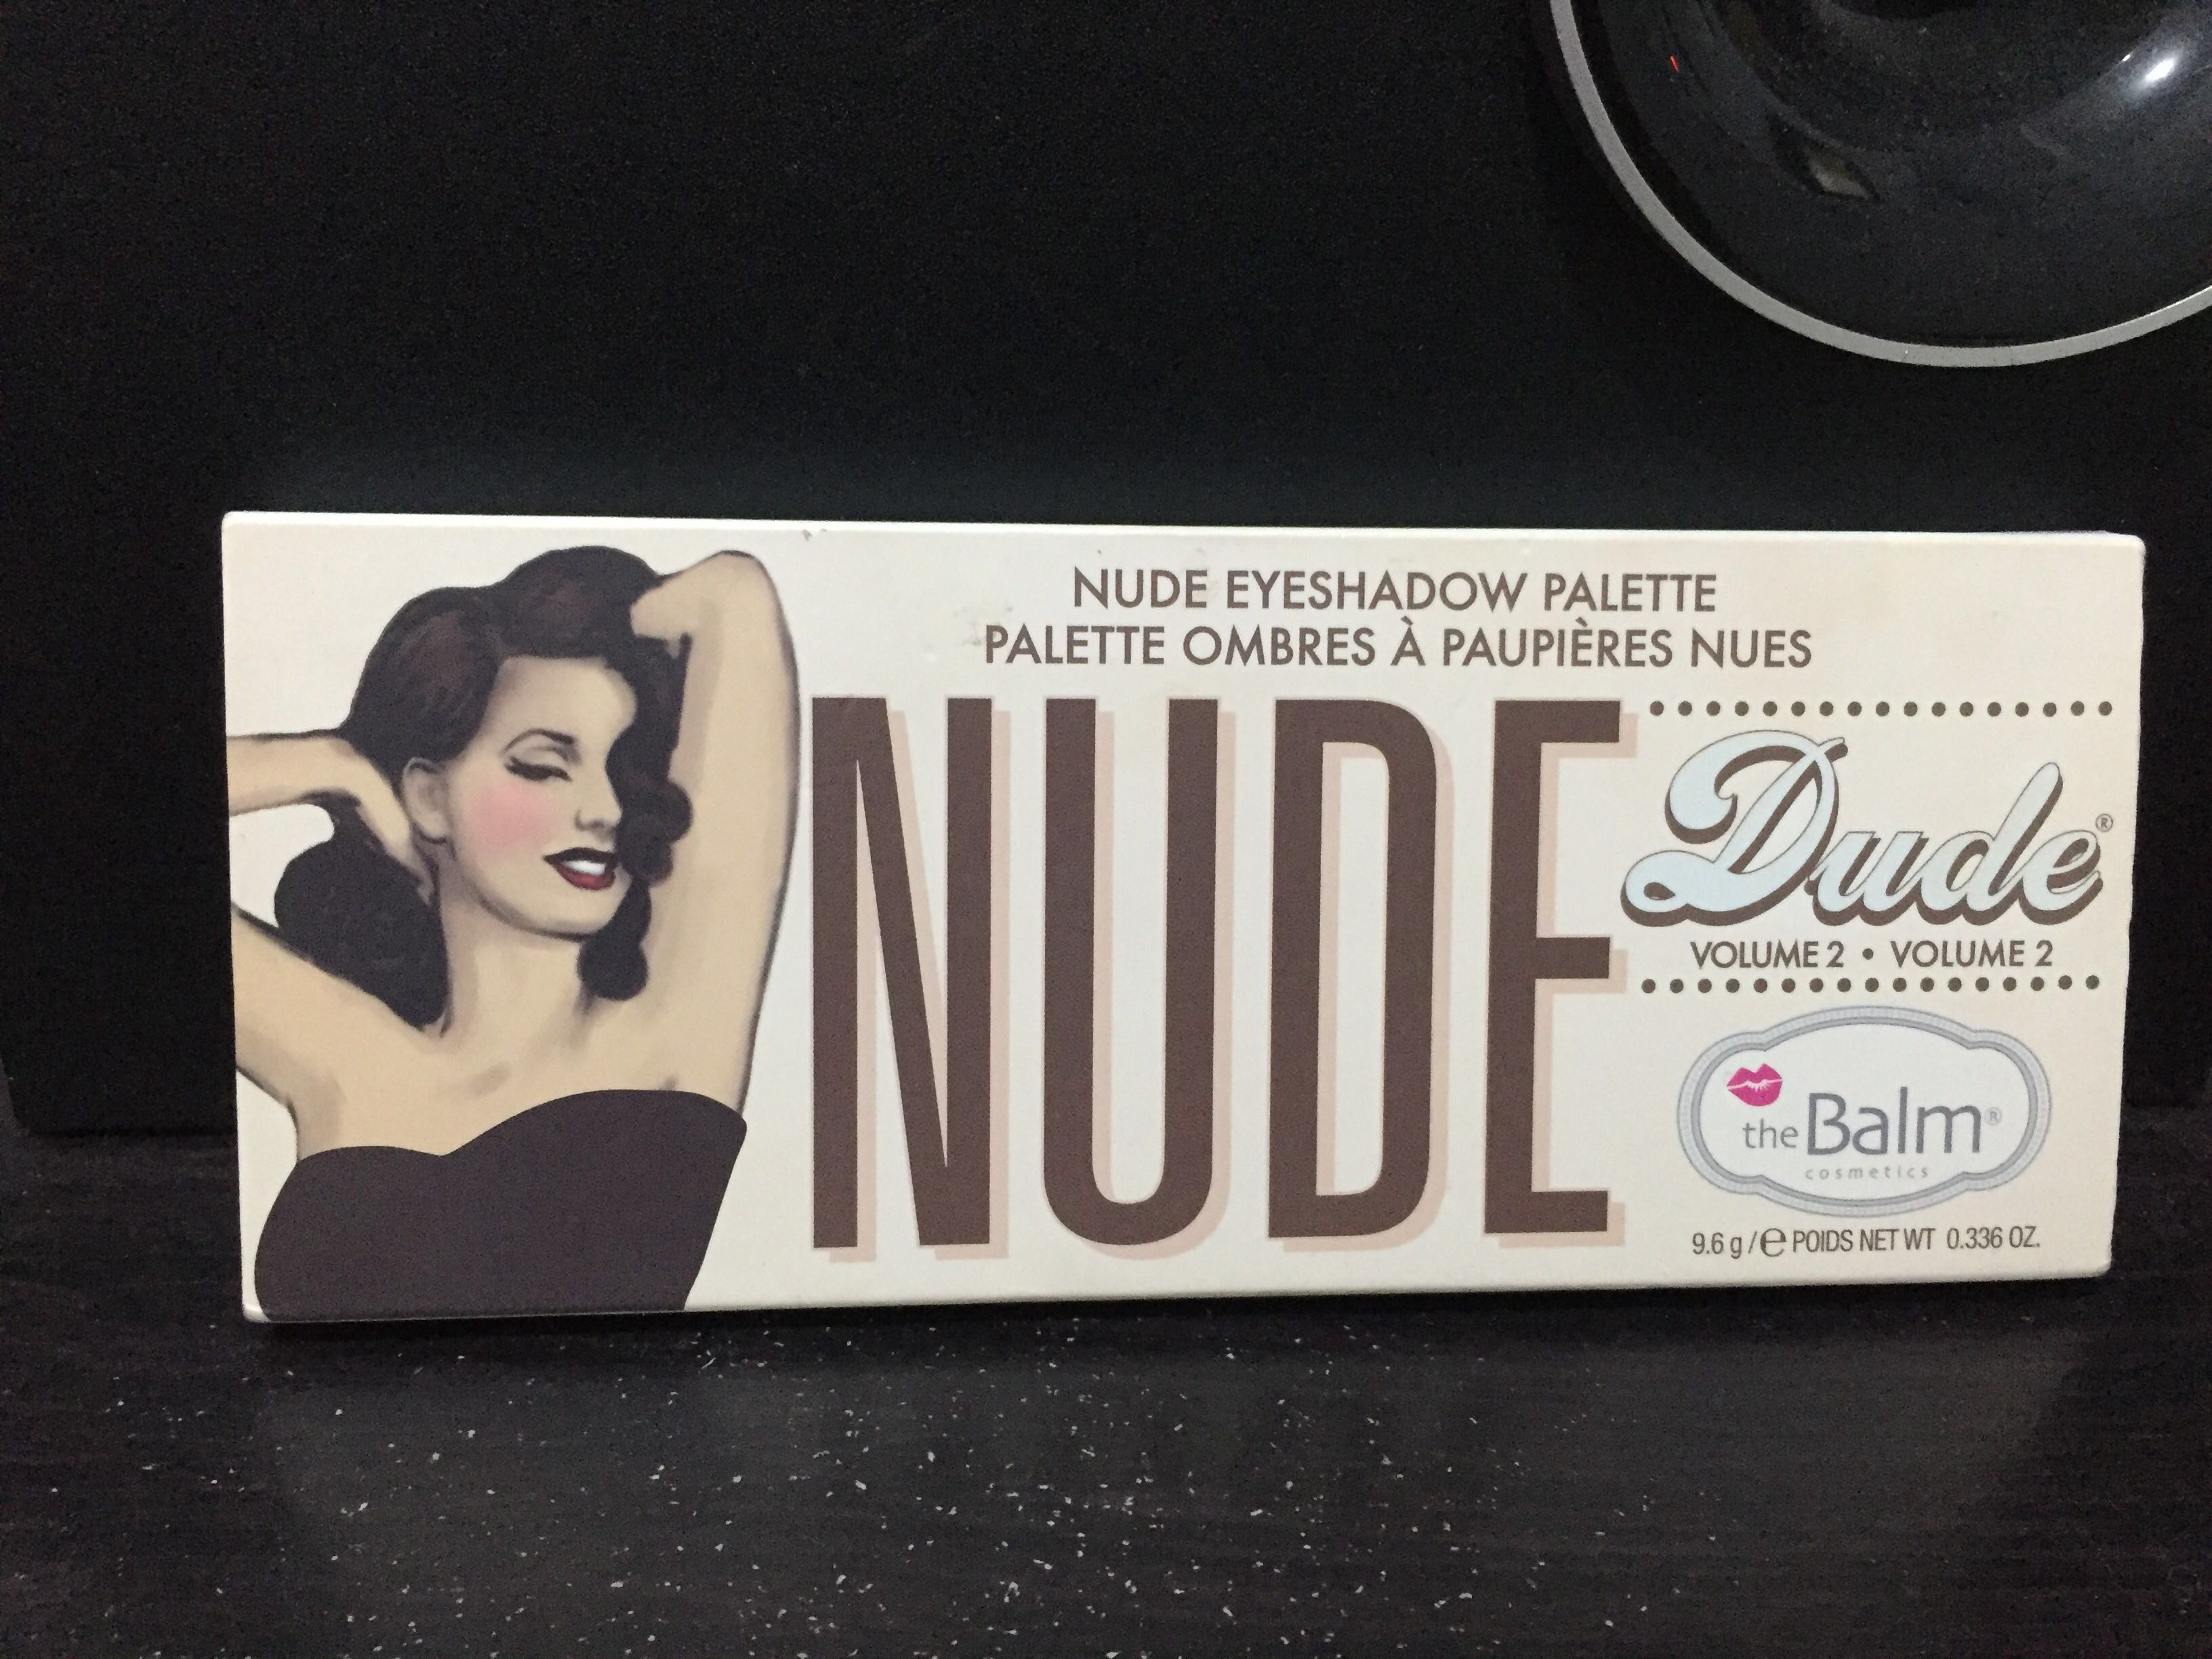 NUDE EYESHADOW PALETTE
PALETTE OMBRES À PAUPIÈRES NUES
NUDE
Dude®
VOLUME 2 • VOLUME 2
the Balm®
cosmetics
9.6 g / ℮ POIDS NET WT 0.336 OZ.